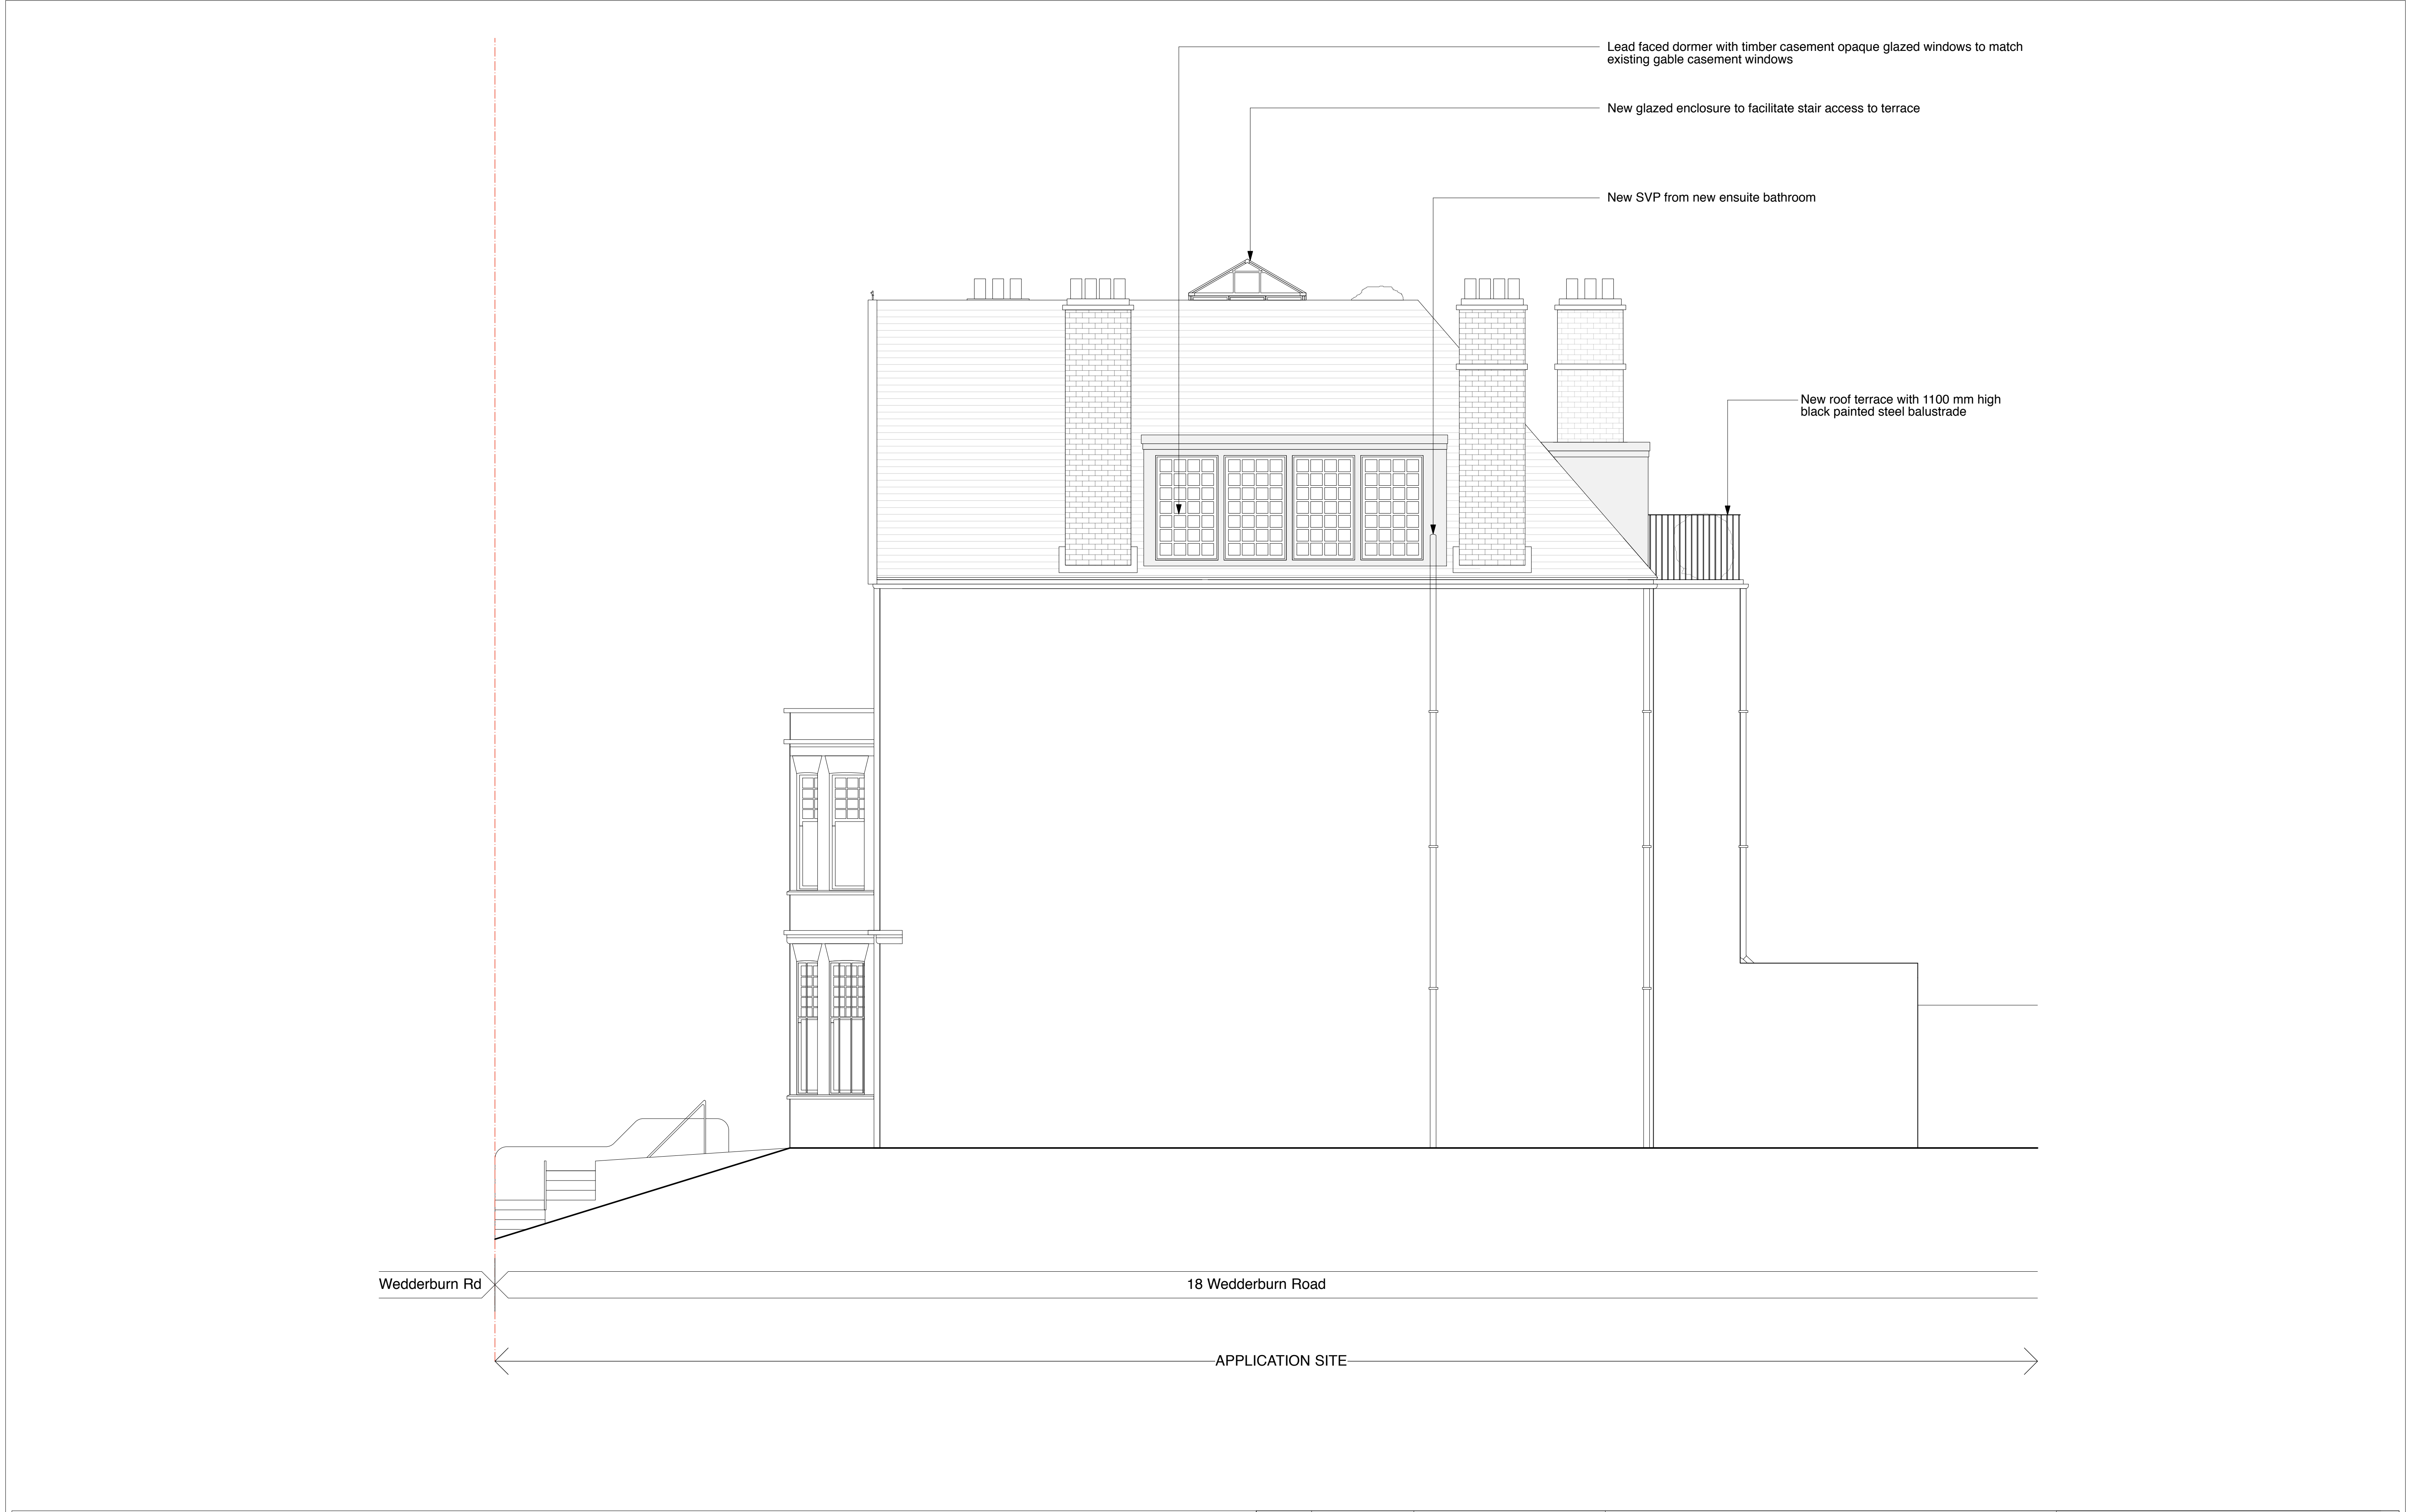 Lead faced dormer with timber casement opaque glazed windows to match
existing gable casement windows
New glazed enclosure to facilitate stair access to terrace
New SVP from new ensuite bathroom
New roof terrace with 1100 mm high
black painted steel balustrade
Wedderburn Rd
18 Wedderburn Road
APPLICATION SITE